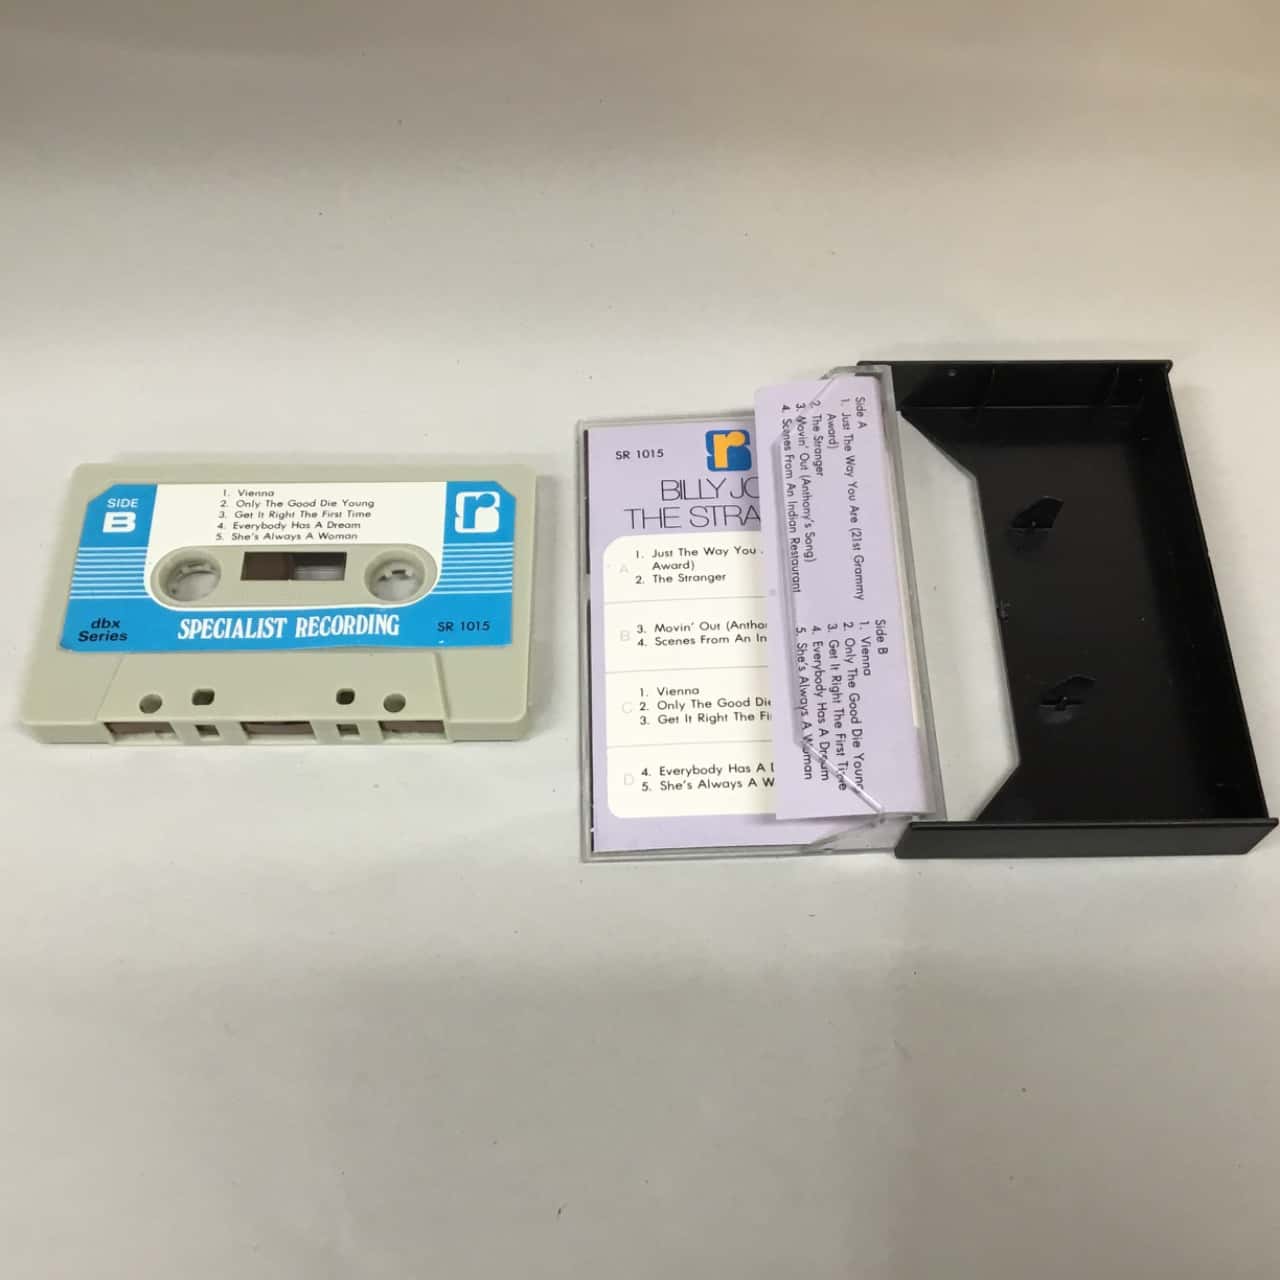 SIDE
B
1. Vienna
2. Only The Good Die Young
3. Get It Right The First Time
4. Everybody Has A Dream
5. She's Always A Woman
r
dbx
Series
SPECIALIST RECORDING
SR 1015
SR 1015
r
BILLY JO
THE STRA
A
1. Just The Way You
Award)
2. The Stranger
B
3. Movin' Out (Antho
4. Scenes From An In
C
1. Vienna
2. Only The Good Die
3. Get It Right The Fi
D
4. Everybody Has A D
5. She's Always A W
Side A
1. Just The Way You Are (21st Grammy
Award)
2. The Stranger
3. Movin' Out (Anthony's Song)
4. Scenes From An Indian Restaurant
Side B
1. Vienna
2. Only The Good Die Young
3. Get It Right The First Time
4. Everybody Has A Dream
5. She's Always A Woman